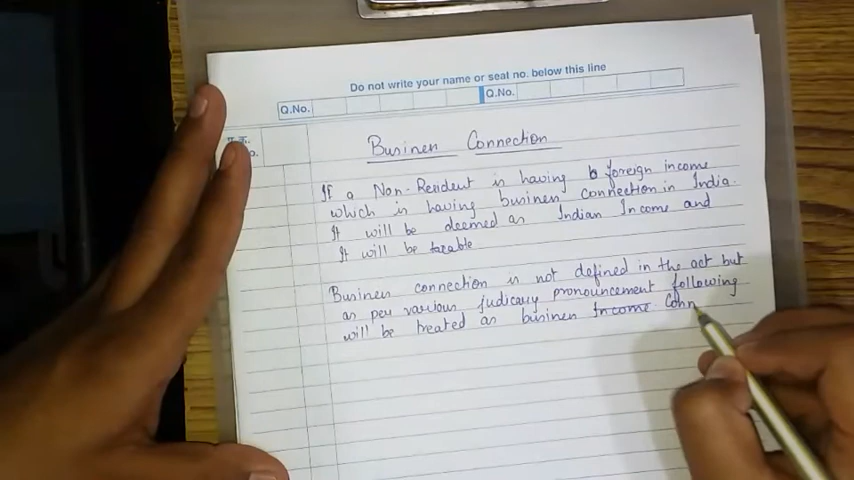 Do not write your name or seat no. below this line
Q.No. Q.No.
प्र.क्र.
Business Connection
If a Non-Resident is having foreign income
which is having business connection in India.
It will be deemed as Indian Income and
It will be taxable
Business connection is not defined in the act but
as per various judicary pronouncement following
will be treated as business Income Conn